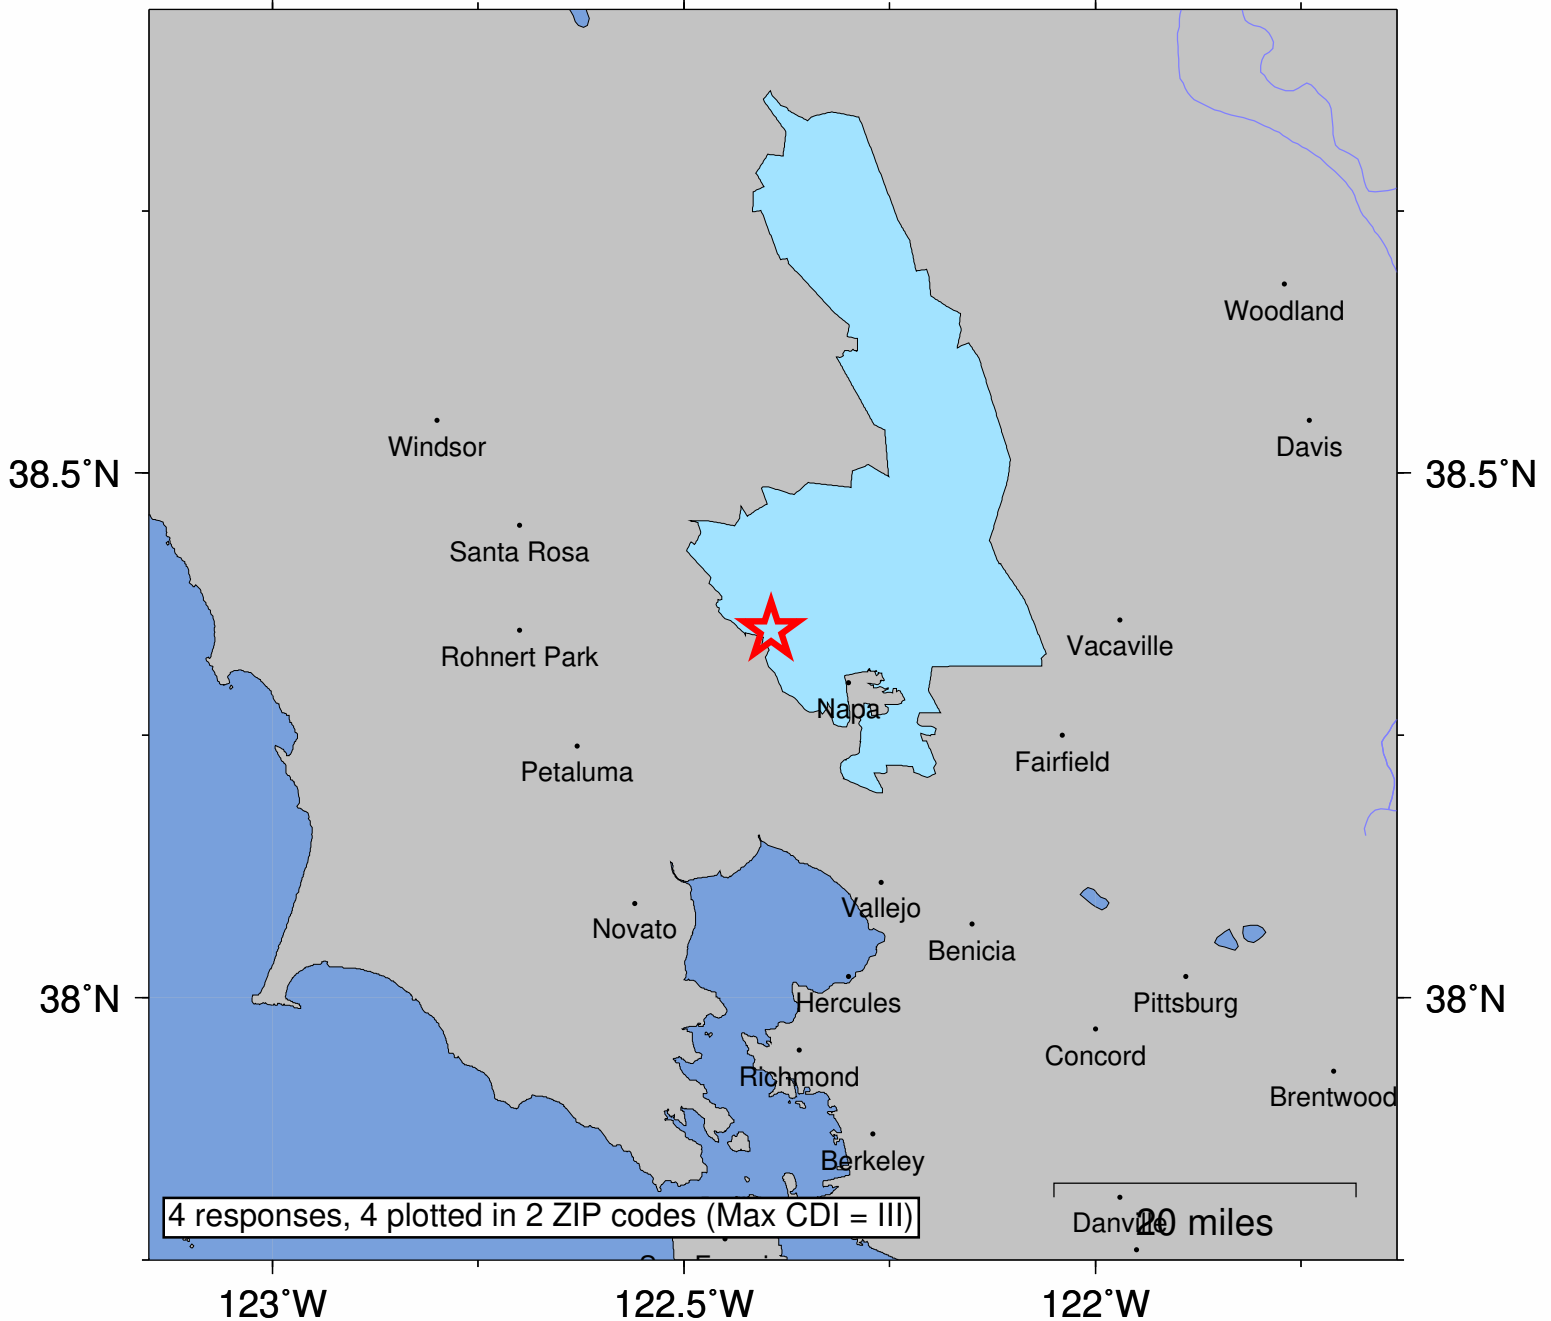 Woodland
Windsor
Davis
38.5°N
38.5°N
Santa Rosa
Rohnert Park
Vacaville
Napa
Petaluma
Fairfield
Vallejo
Novato
Benicia
38°N
Hercules
Pittsburg
38°N
Concord
Richmond
Brentwood
Berkeley
4 responses, 4 plotted in 2 ZIP codes (Max CDI = III)
Danville
20 miles
123°W
122.5°W
122°W